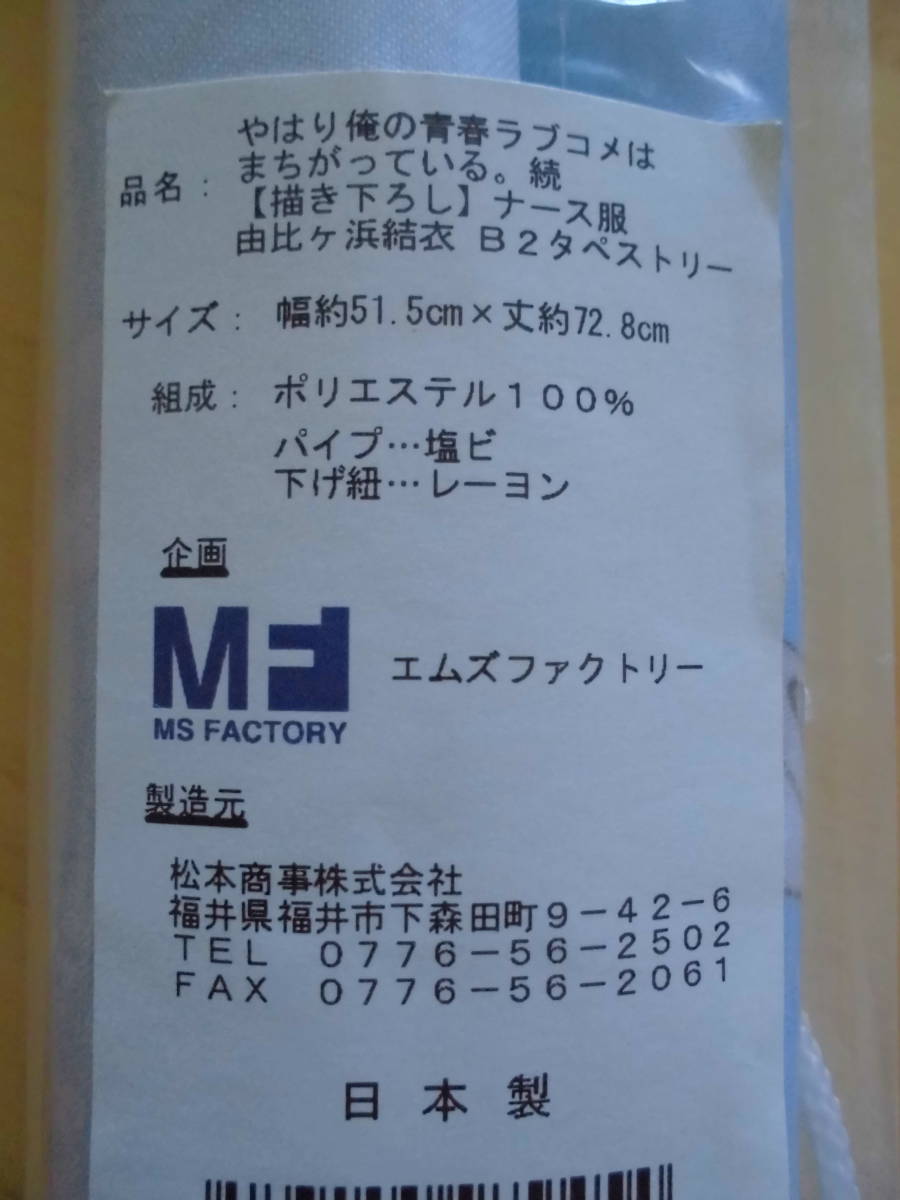 品名： やはり俺の青春ラブコメは
まちがっている。続
【描き下ろし】ナース服
由比ヶ浜結衣 Ｂ２タペストリー
サイズ： 幅約51.5cm×丈約72.8cm
組成： ポリエステル１００％
パイプ…塩ビ
下げ紐…レーヨン
企画
MF
MS FACTORY
エムズファクトリー
製造元
松本商事株式会社
福井県福井市下森田町９－４２－６
ＴＥＬ ０７７６－５６－２５０２
ＦＡＸ ０７７６－５６－２０６１
日本製